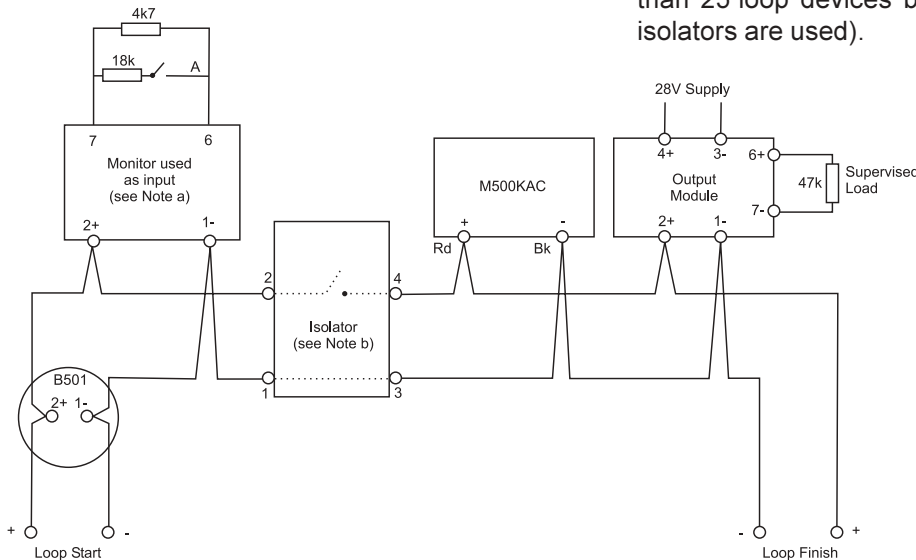 than 25 loop devices b
isolators are used).
4k7
18k
A
28V Supply
7
6
Monitor used
as input
(see Note a)
2+
1-
M500KAC
+
-
Rd
Bk
4+
3-
6+
Output
Module
47k
Supervised
Load
7-
2+
1-
2
4
Isolator
(see Note b)
1
3
B501
2+ 1-
+
-
Loop Start
-
+
Loop Finish